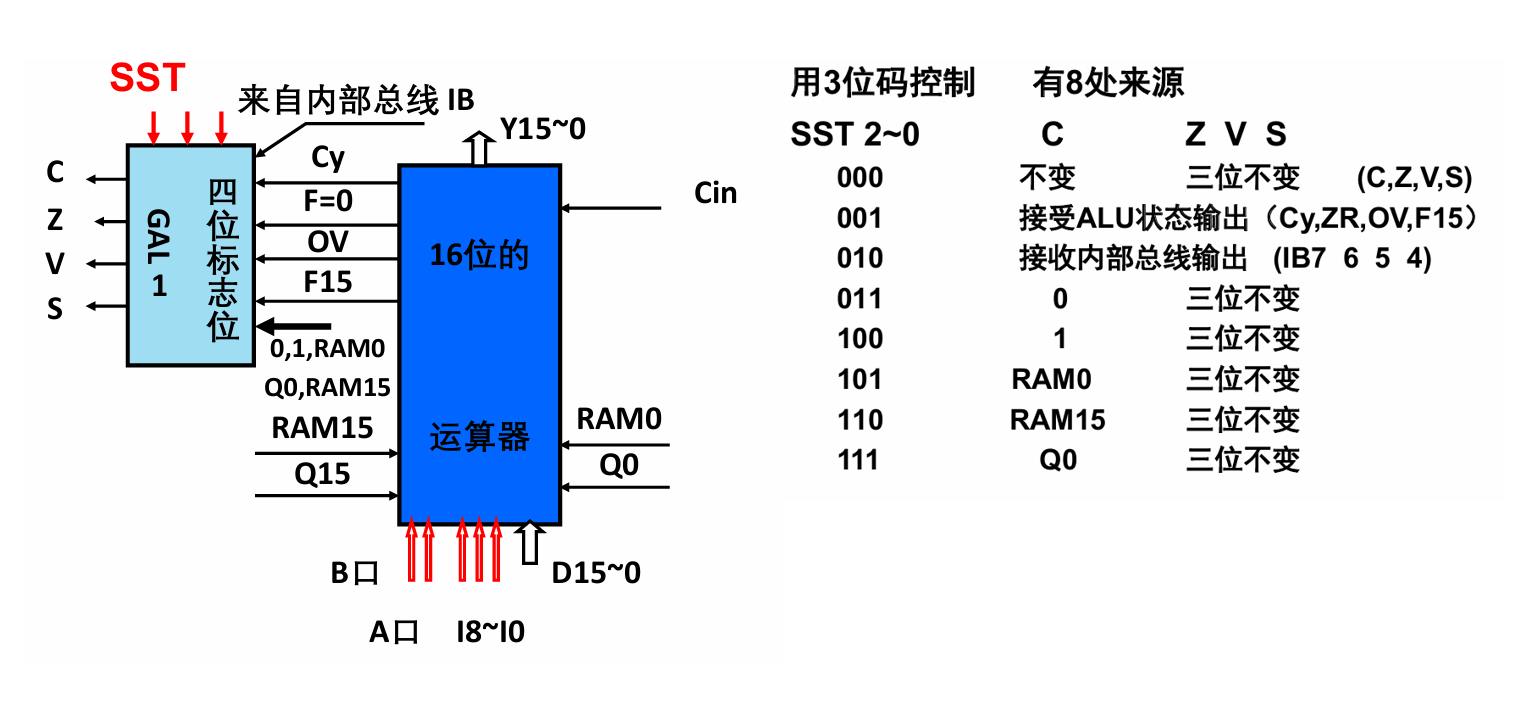 SST
来自内部总线 IB
Y15~0
C
Z
V
S
GAL 1
四位标志位
Cy
F=0
OV
F15
0,1,RAM0
Q0,RAM15
RAM15
Q15
16位的
运算器
Cin
RAM0
Q0
B口
D15~0
A口
I8~I0
用3位码控制 有8处来源
SST 2~0 C Z V S
000 不变 三位不变 (C,Z,V,S)
001 接受ALU状态输出（Cy,ZR,OV,F15）
010 接收内部总线输出 (IB7 6 5 4)
011 0 三位不变
100 1 三位不变
101 RAM0 三位不变
110 RAM15 三位不变
111 Q0 三位不变